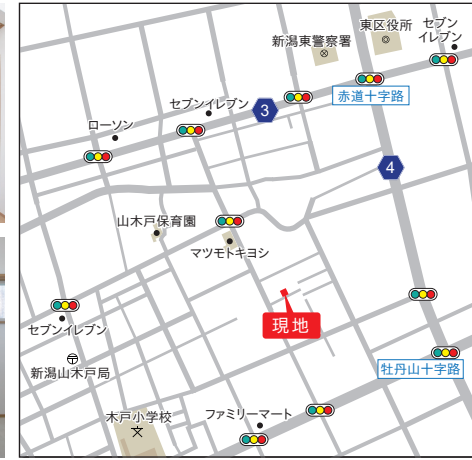 東区役所
セブン
イレブン
新潟東警察署
赤道十字路
セブンイレブン
3
ローソン
4
山木戸保育園
マツモトキヨシ
現地
セブンイレブン
新潟山木戸局
牡丹山十字路
木戸小学校
ファミリーマート